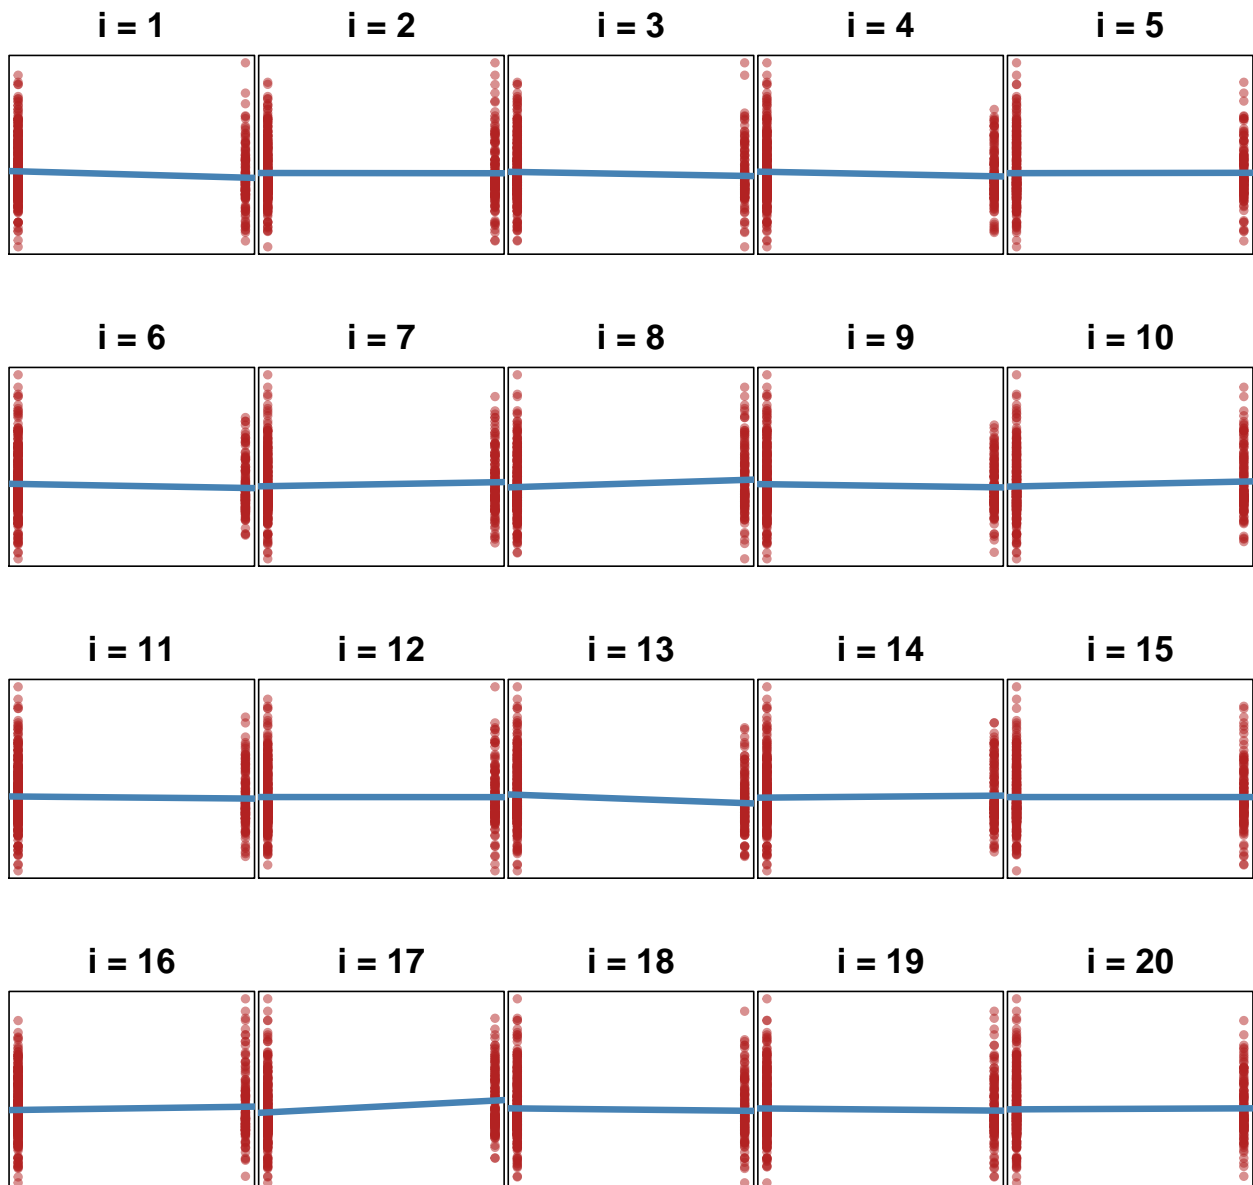 i = 1 i = 2 i = 3 i = 4 i = 5
i = 6 i = 7 i = 8 i = 9 i = 10
i = 11 i = 12 i = 13 i = 14 i = 15
i = 16 i = 17 i = 18 i = 19 i = 20